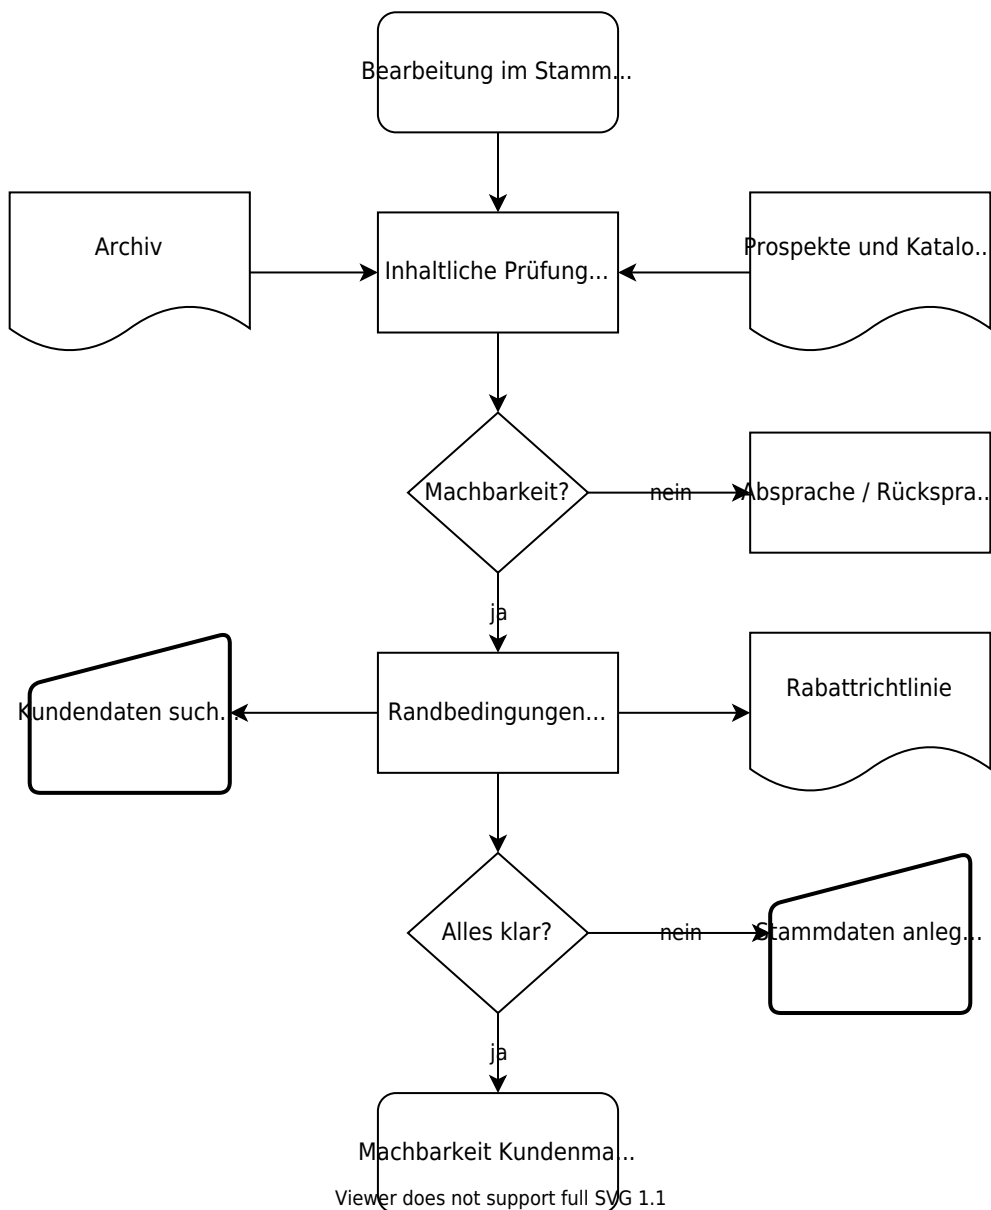 Bearbeitung im Stamm...
Archiv
Inhaltliche Prüfung...
Prospekte und Katalo...
Machbarkeit?
nein
Absprache / Rückspra...
ja
Kundendaten such...
Randbedingungen...
Rabattrichtlinie
Alles klar?
nein
Stammdaten anleg...
ja
Machbarkeit Kundenma...
Viewer does not support full SVG 1.1